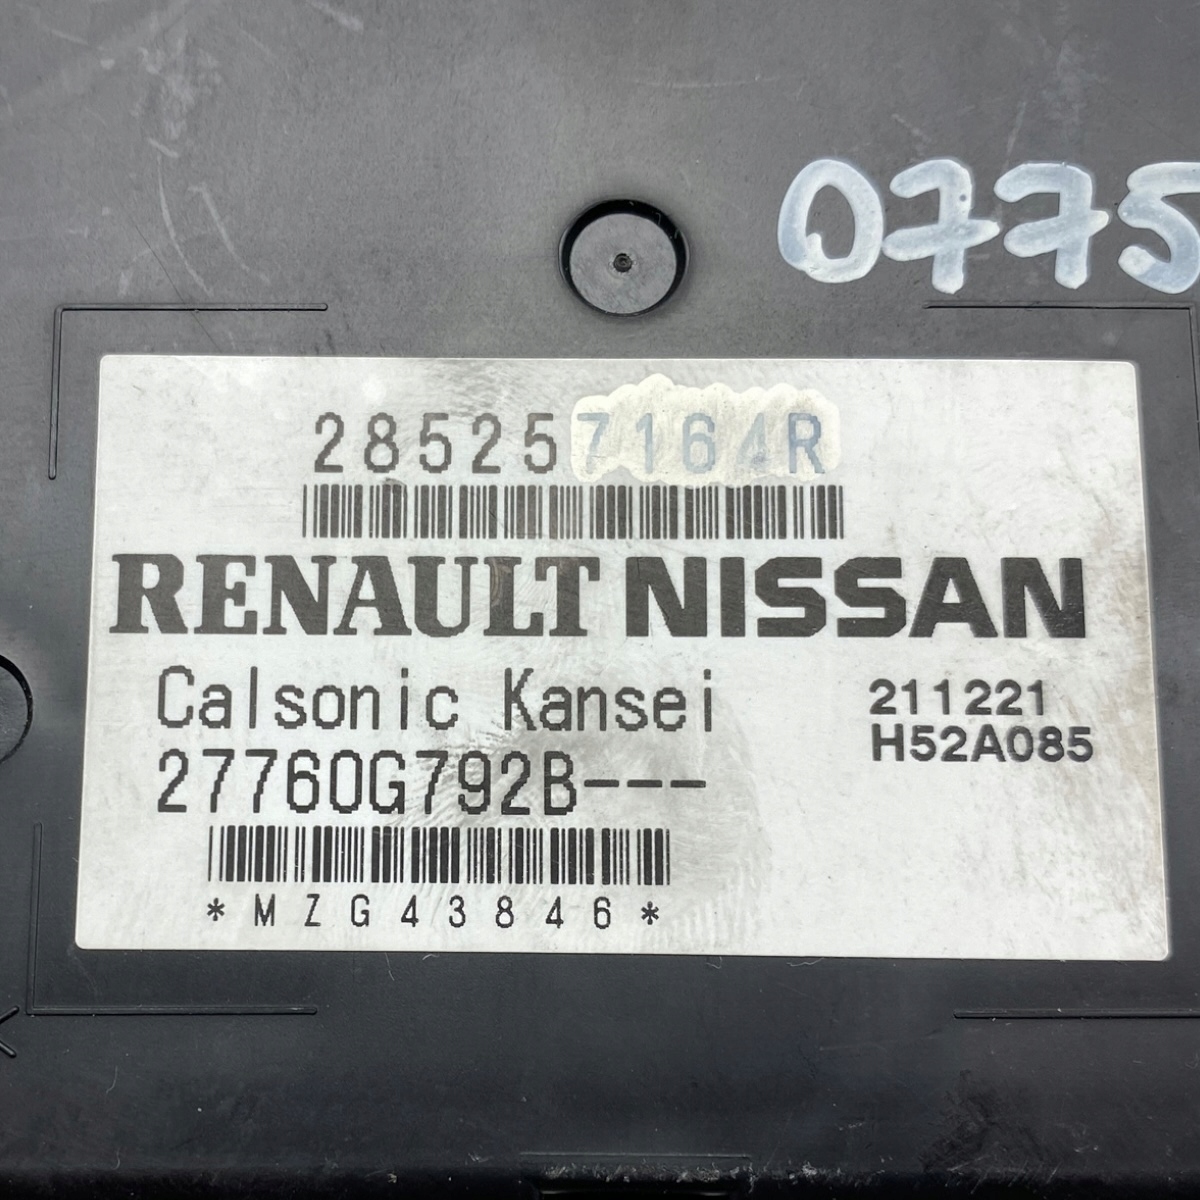 0775
285257164R
RENAULT NISSAN
Calsonic Kansei
211221
H52A085
27760G792B---
*MZG43846*